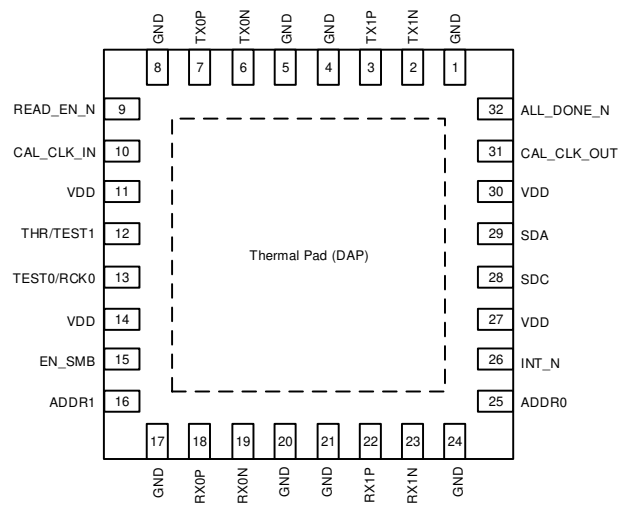 GND TX0P TX0N GND GND TX1P TX1N GND
8 7 6 5 4 3 2 1
READ_EN_N 9 32 ALL_DONE_N
CAL_CLK_IN 10 31 CAL_CLK_OUT
VDD 11 30 VDD
THR/TEST1 12 29 SDA
Thermal Pad (DAP)
TEST0/RCK0 13 28 SDC
VDD 14 27 VDD
EN_SMB 15 26 INT_N
ADDR1 16 25 ADDR0
17 18 19 20 21 22 23 24
GND RX0P RX0N GND GND RX1P RX1N GND